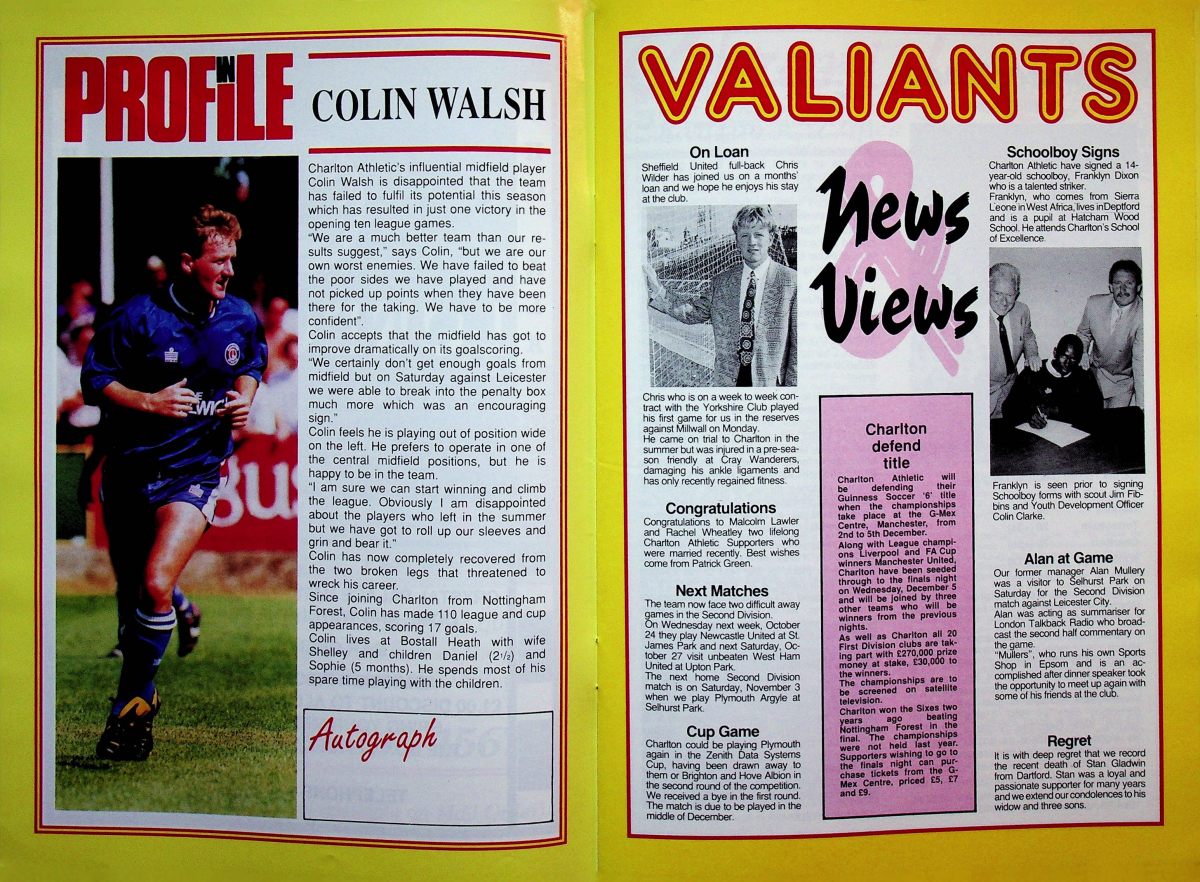 PROFILE
IN
COLIN WALSH
Charlton Athletic's influential midfield player
Colin Walsh is disappointed that the team
has failed to fulfil its potential this season
which has resulted in just one victory in the
opening ten league games.
"We are a much better team than our re-
sults suggest," says Colin, "but we are our
own worst enemies. We have failed to beat
the poor sides we have played and have
not picked up points when they have been
there for the taking. We have to be more
confident".
Colin accepts that the midfield has got to
improve dramatically on its goalscoring.
"We certainly don't get enough goals from
midfield but on Saturday against Leicester
we were able to break into the penalty box
much more which was an encouraging
sign."
Colin feels he is playing out of position wide
on the left. He prefers to operate in one of
the central midfield positions, but he is
happy to be in the team.
"I am sure we can start winning and climb
the league. Obviously I am disappointed
about the players who left in the summer
but we have got to roll up our sleeves and
grin and bear it."
Colin has now completely recovered from
the two broken legs that threatened to
wreck his career.
Since joining Charlton from Nottingham
Forest, Colin has made 110 league and cup
appearances, scoring 17 goals.
Colin lives at Bostall Heath with wife
Shelley and children Daniel (2½) and
Sophie (5 months). He spends most of his
spare time playing with the children.
Autograph
VALIANTS
News
&
Views
On Loan
Sheffield United full-back Chris
Wilder has joined us on a months'
loan and we hope he enjoys his stay
at the club.
Chris who is on a week to week con-
tract with the Yorkshire Club played
his first game for us in the reserves
against Millwall on Monday.
He came on trial to Charlton in the
summer but was injured in a pre-sea-
son friendly at Cray Wanderers,
damaging his ankle ligaments and
has only recently regained fitness.
Congratulations
Congratulations to Malcolm Lawler
and Rachel Wheatley two lifelong
Charlton Athletic Supporters who
were married recently. Best wishes
come from Patrick Green.
Next Matches
The team now face two difficult away
games in the Second Division.
On Wednesday next week, October
24 they play Newcastle United at St.
James Park and next Saturday, Oc-
tober 27 visit unbeaten West Ham
United at Upton Park.
The next home Second Division
match is on Saturday, November 3
when we play Plymouth Argyle at
Selhurst Park.
Cup Game
Charlton could be playing Plymouth
again in the Zenith Data Systems
Cup, having been drawn away to
them or Brighton and Hove Albion in
the second round of the competition.
We received a bye in the first round.
The match is due to be played in the
middle of December.
Charlton
defend
title
Charlton Athletic will
be defending their
Guinness Soccer '6' title
when the championships
take place at the G-Mex
Centre, Manchester, from
2nd to 5th December.
Along with League champi-
ons Liverpool and FA Cup
winners Manchester United,
Charlton have been seeded
through to the finals night
on Wednesday, December 5
and will be joined by three
other teams who will be
winners from the previous
nights.
As well as Charlton all 20
First Division clubs are tak-
ing part with £270,000 prize
money at stake, £30,000 to
the winners.
The championships are to
be screened on satellite
television.
Charlton won the Sixes two
years ago beating
Nottingham Forest in the
final. The championships
were not held last year.
Supporters wishing to go to
the finals night can pur-
chase tickets from the G-
Mex Centre, priced £5, £7
and £9.
Schoolboy Signs
Charlton Athletic have signed a 14-
year-old schoolboy, Franklyn Dixon
who is a talented striker.
Franklyn, who comes from Sierra
Leone in West Africa, lives in Deptford
and is a pupil at Hatcham Wood
School. He attends Charlton's School
of Excellence.
Franklyn is seen prior to signing
Schoolboy forms with scout Jim Fib-
bins and Youth Development Officer
Colin Clarke.
Alan at Game
Our former manager Alan Mullery
was a visitor to Selhurst Park on
Saturday for the Second Division
match against Leicester City.
Alan was acting as summariser for
London Talkback Radio who broad-
cast the second half commentary on
the game.
"Mullers", who runs his own Sports
Shop in Epsom and is an ac-
complished after dinner speaker took
the opportunity to meet up again with
some of his friends at the club.
Regret
It is with deep regret that we record
the recent death of Stan Gladwin
from Dartford. Stan was a loyal and
passionate supporter for many years
and we extend our condolences to his
widow and three sons.